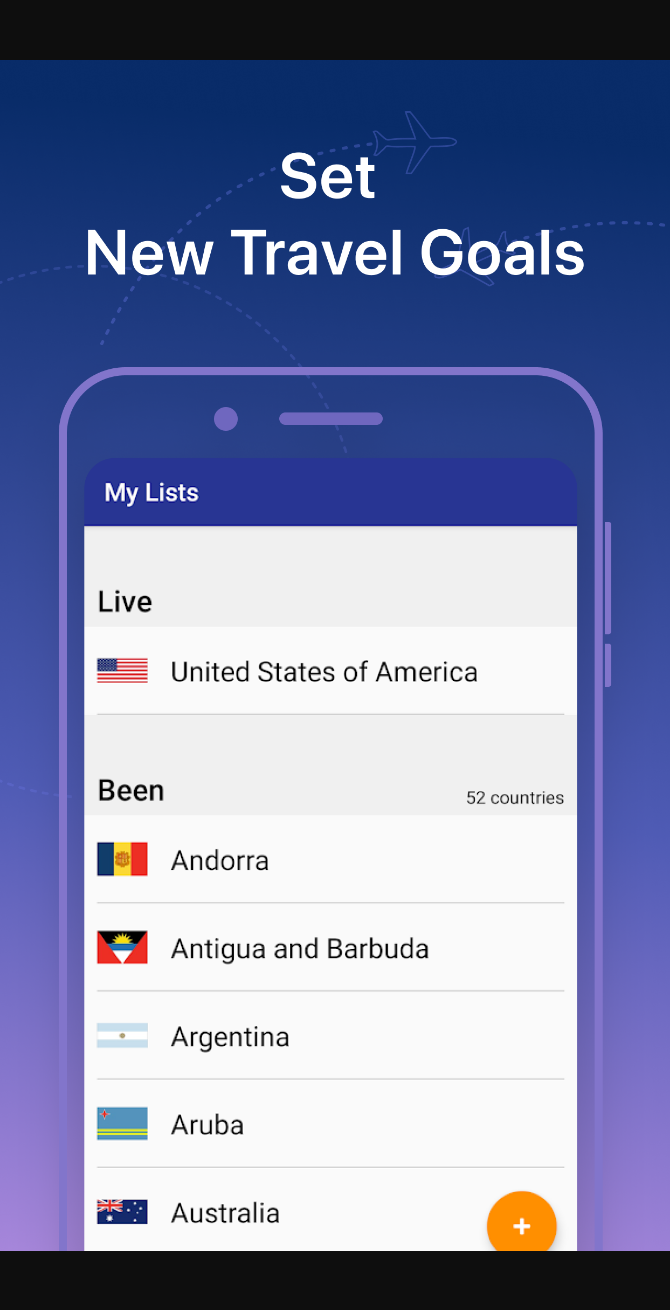 Set
New Travel Goals
My Lists
Live
United States of America
Been
52 countries
Andorra
Antigua and Barbuda
Argentina
Aruba
Australia
+